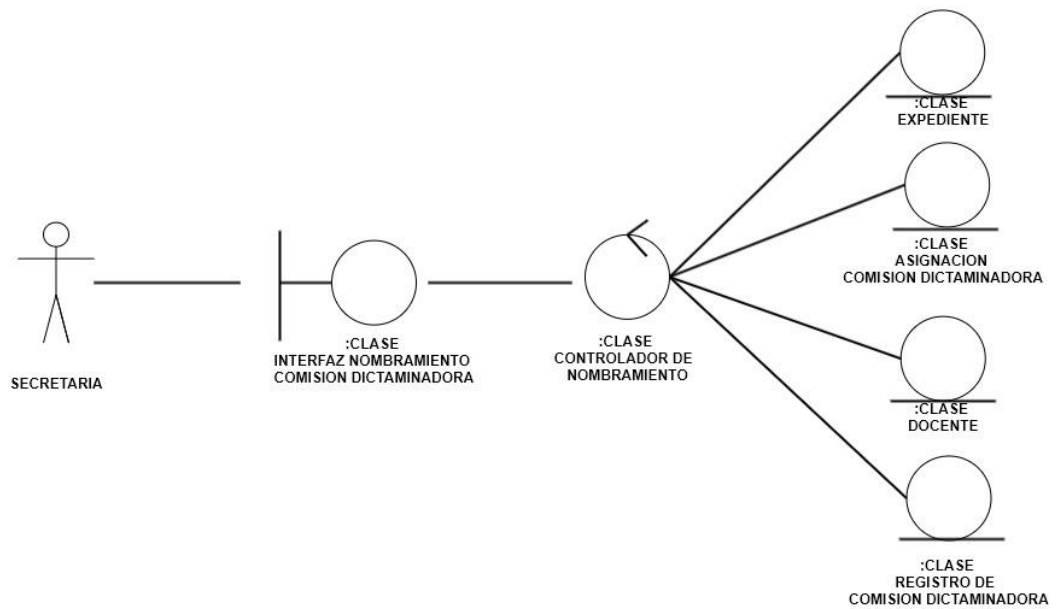 SECRETARIA
:CLASE
INTERFAZ NOMBRAMIENTO
COMISION DICTAMINADORA
:CLASE
CONTROLADOR DE
NOMBRAMIENTO
:CLASE
EXPEDIENTE
:CLASE
ASIGNACION
COMISION DICTAMINADORA
:CLASE
DOCENTE
:CLASE
REGISTRO DE
COMISION DICTAMINADORA